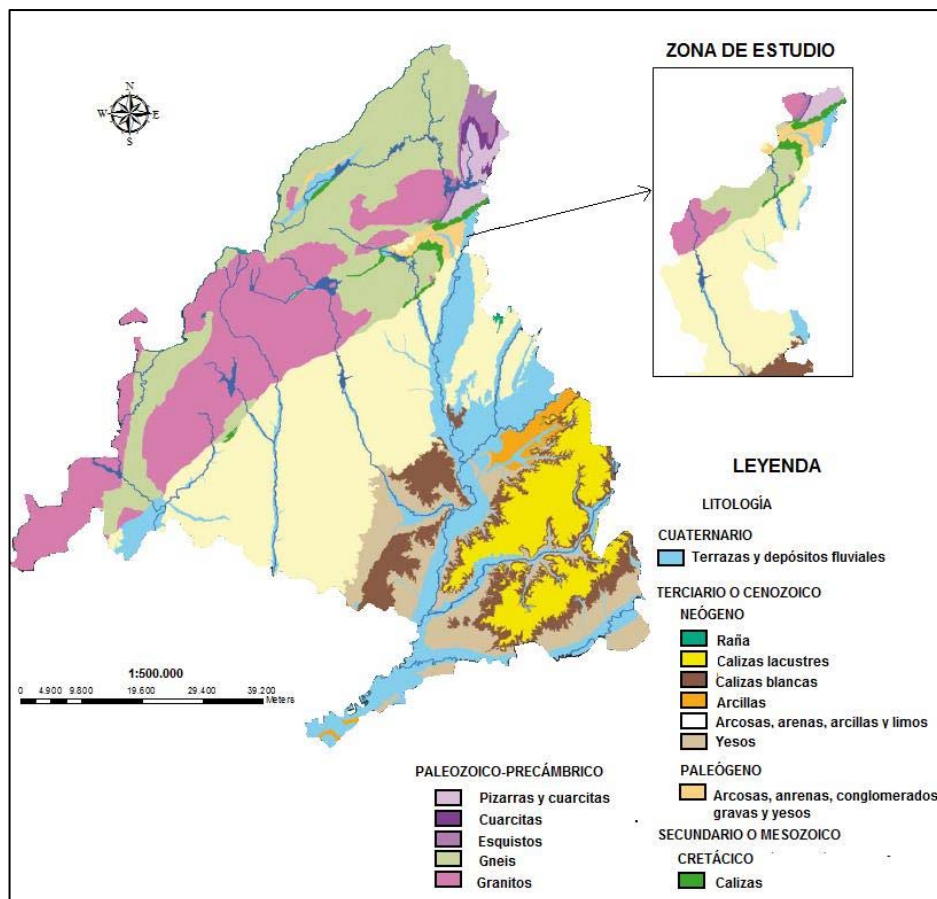 ZONA DE ESTUDIO
N
W E
S
LEYENDA
LITOLOGÍA
CUATERNARIO
Terrazas y depósitos fluviales
TERCIARIO O CENOZOICO
NEÓGENO
Raña
Calizas lacustres
Calizas blancas
Arcillas
Arcosas, arenas, arcillas y limos
Yesos
PALEÓGENO
Arcosas, anrenas, conglomerados,
gravas y yesos
SECUNDARIO O MESOZOICO
CRETÁCICO
Calizas
1:500.000
0 4.900 9.800 19.600 29.400 39.200
Meters
PALEOZOICO-PRECÁMBRICO
Pizarras y cuarcitas
Cuarcitas
Esquistos
Gneis
Granitos